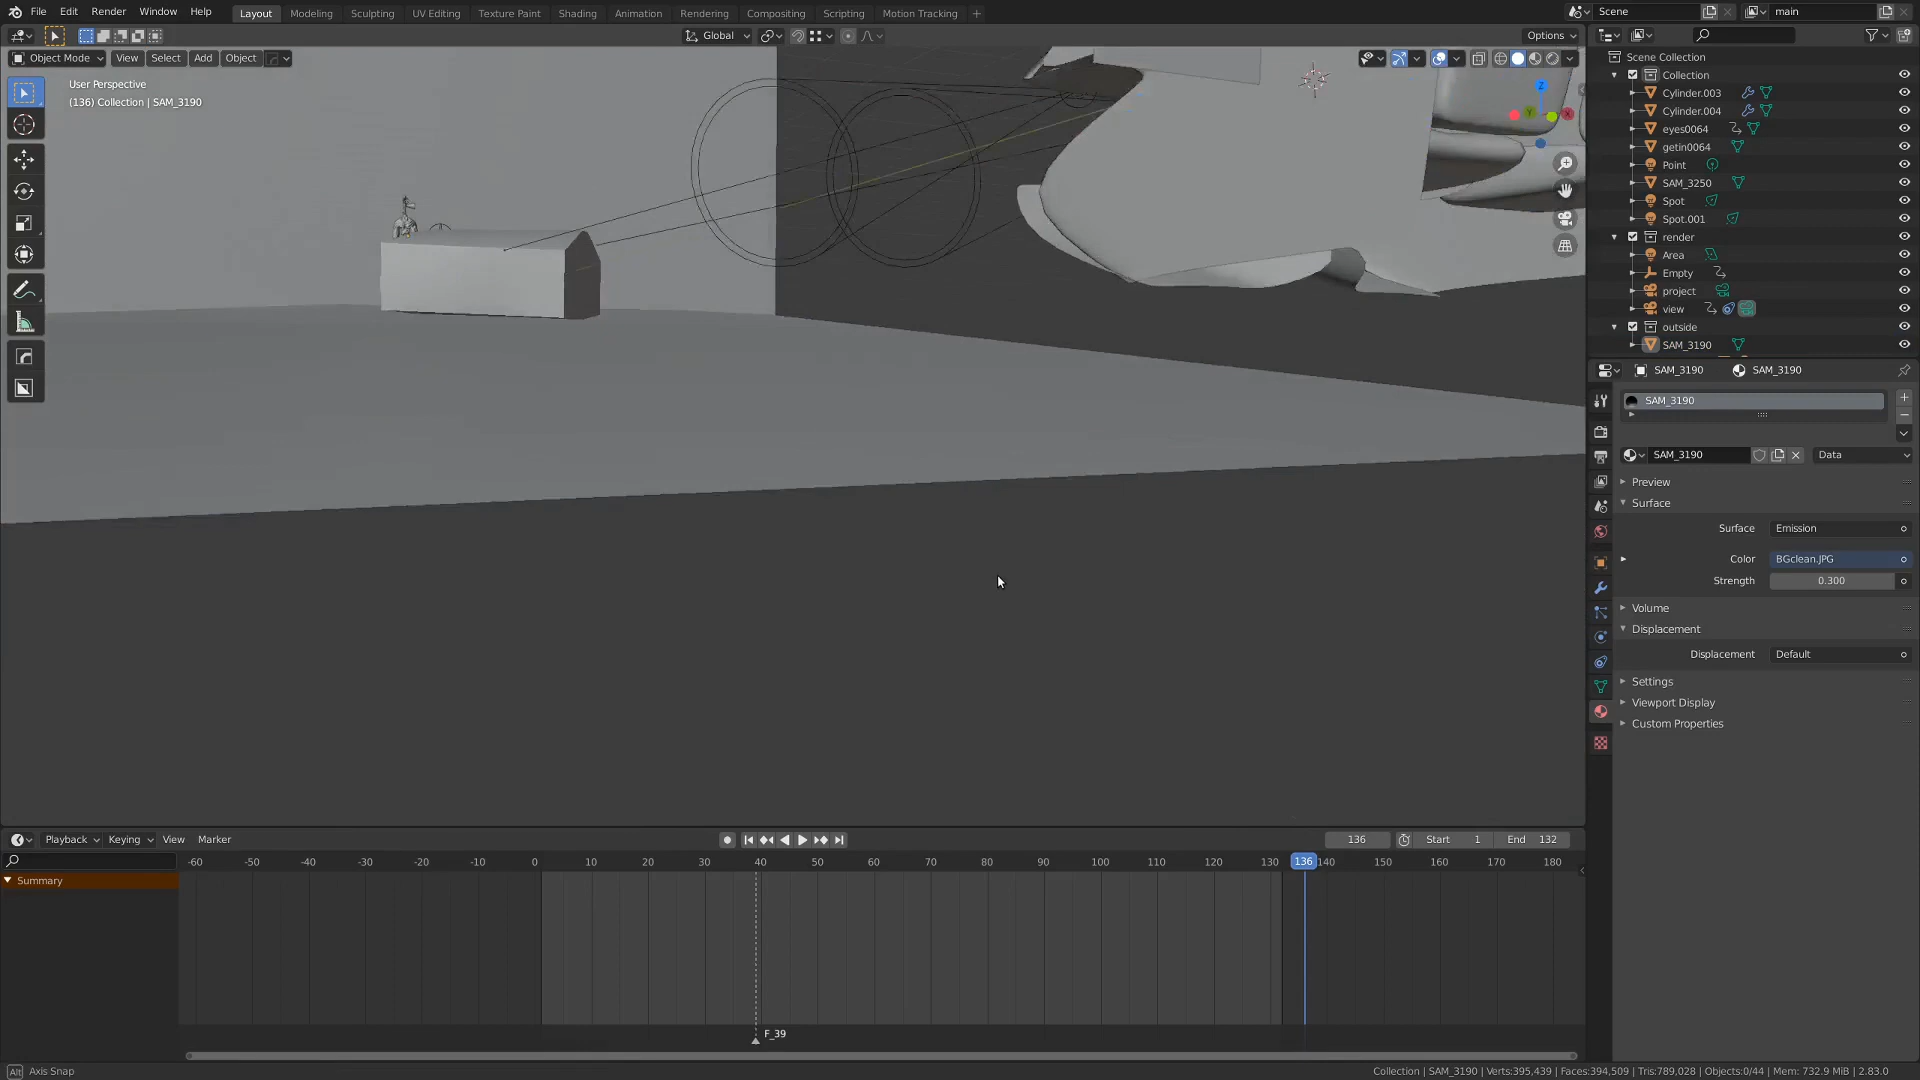 File Edit Render Window Help Layout Modeling Sculpting UV Editing Texture Paint Shading Animation Rendering Compositing Scripting Motion Tracking + Scene main
Global Options
Object Mode View Select Add Object
User Perspective
(136) Collection | SAM_3190
Scene Collection
Collection
Cylinder.003
Cylinder.004
eyes0064
getin0064
Point
SAM_3250
Spot
Spot.001
render
Area
Empty
project
view
outside
SAM_3190
SAM_3190 SAM_3190
SAM_3190
SAM_3190 Data
Preview
Surface
Surface Emission
Color BGclean.JPG
Strength 0.300
Volume
Displacement
Displacement Default
Settings
Viewport Display
Custom Properties
Playback Keying View Marker 136 Start 1 End 132
-60 -50 -40 -30 -20 -10 0 10 20 30 40 50 60 70 80 90 100 110 120 130 136 140 150 160 170 180
Summary
F_39
Alt Axis Snap
Collection | SAM_3190 | Verts:395,439 | Faces:394,509 | Tris:789,028 | Objects:0/44 | Mem: 732.9 MiB | 2.83.0